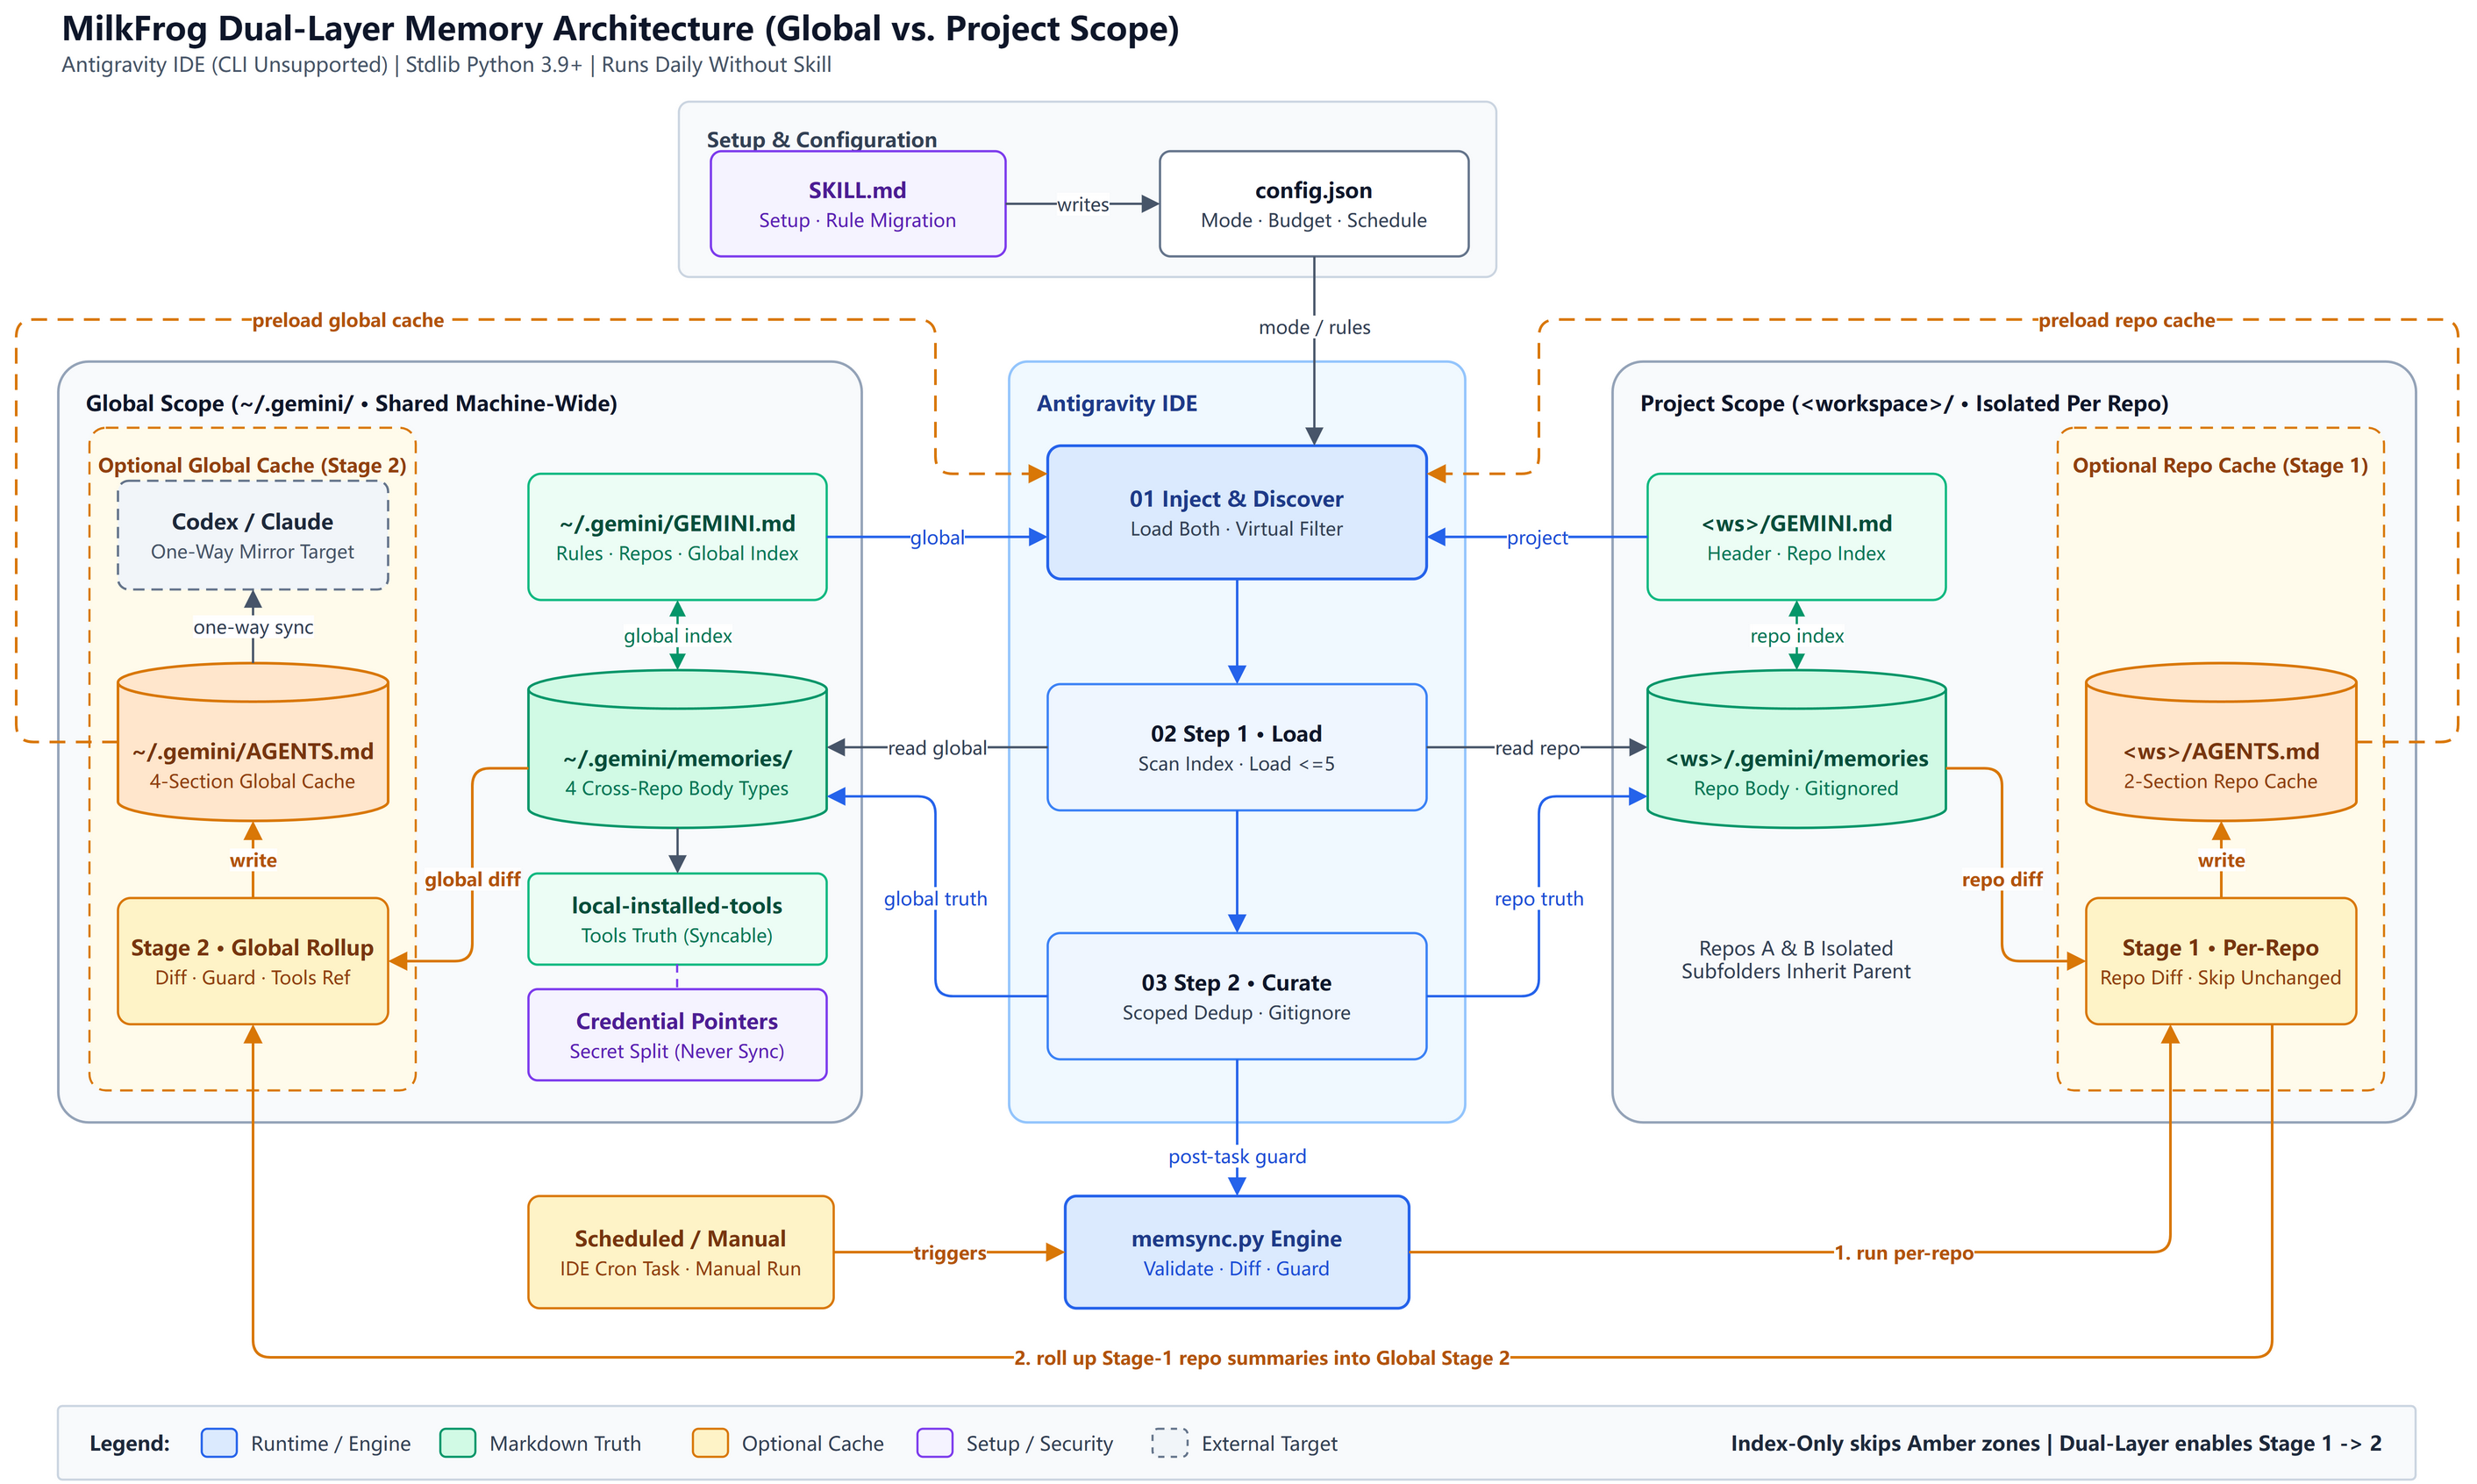 MilkFrog Dual-Layer Memory Architecture (Global vs. Project Scope)
Antigravity IDE (CLI Unsupported) | Stdlib Python 3.9+ | Runs Daily Without Skill
Setup & Configuration
SKILL.md
Setup · Rule Migration
writes
config.json
Mode · Budget · Schedule
preload global cache
mode / rules
preload repo cache
Global Scope (~/.gemini/ • Shared Machine-Wide)
Optional Global Cache (Stage 2)
Codex / Claude
One-Way Mirror Target
one-way sync
~/.gemini/AGENTS.md
4-Section Global Cache
write
Stage 2 • Global Rollup
Diff · Guard · Tools Ref
global diff
~/.gemini/GEMINI.md
Rules · Repos · Global Index
global index
~/.gemini/memories/
4 Cross-Repo Body Types
local-installed-tools
Tools Truth (Syncable)
Credential Pointers
Secret Split (Never Sync)
global
read global
global truth
Antigravity IDE
01 Inject & Discover
Load Both · Virtual Filter
02 Step 1 • Load
Scan Index · Load <=5
03 Step 2 • Curate
Scoped Dedup · Gitignore
project
read repo
repo truth
Project Scope (<workspace>/ • Isolated Per Repo)
<ws>/GEMINI.md
Header · Repo Index
repo index
<ws>/.gemini/memories
Repo Body · Gitignored
Repos A & B Isolated
Subfolders Inherit Parent
repo diff
Optional Repo Cache (Stage 1)
<ws>/AGENTS.md
2-Section Repo Cache
write
Stage 1 • Per-Repo
Repo Diff · Skip Unchanged
post-task guard
Scheduled / Manual
IDE Cron Task · Manual Run
triggers
memsync.py Engine
Validate · Diff · Guard
1. run per-repo
2. roll up Stage-1 repo summaries into Global Stage 2
Legend:
Runtime / Engine
Markdown Truth
Optional Cache
Setup / Security
External Target
Index-Only skips Amber zones | Dual-Layer enables Stage 1 -> 2